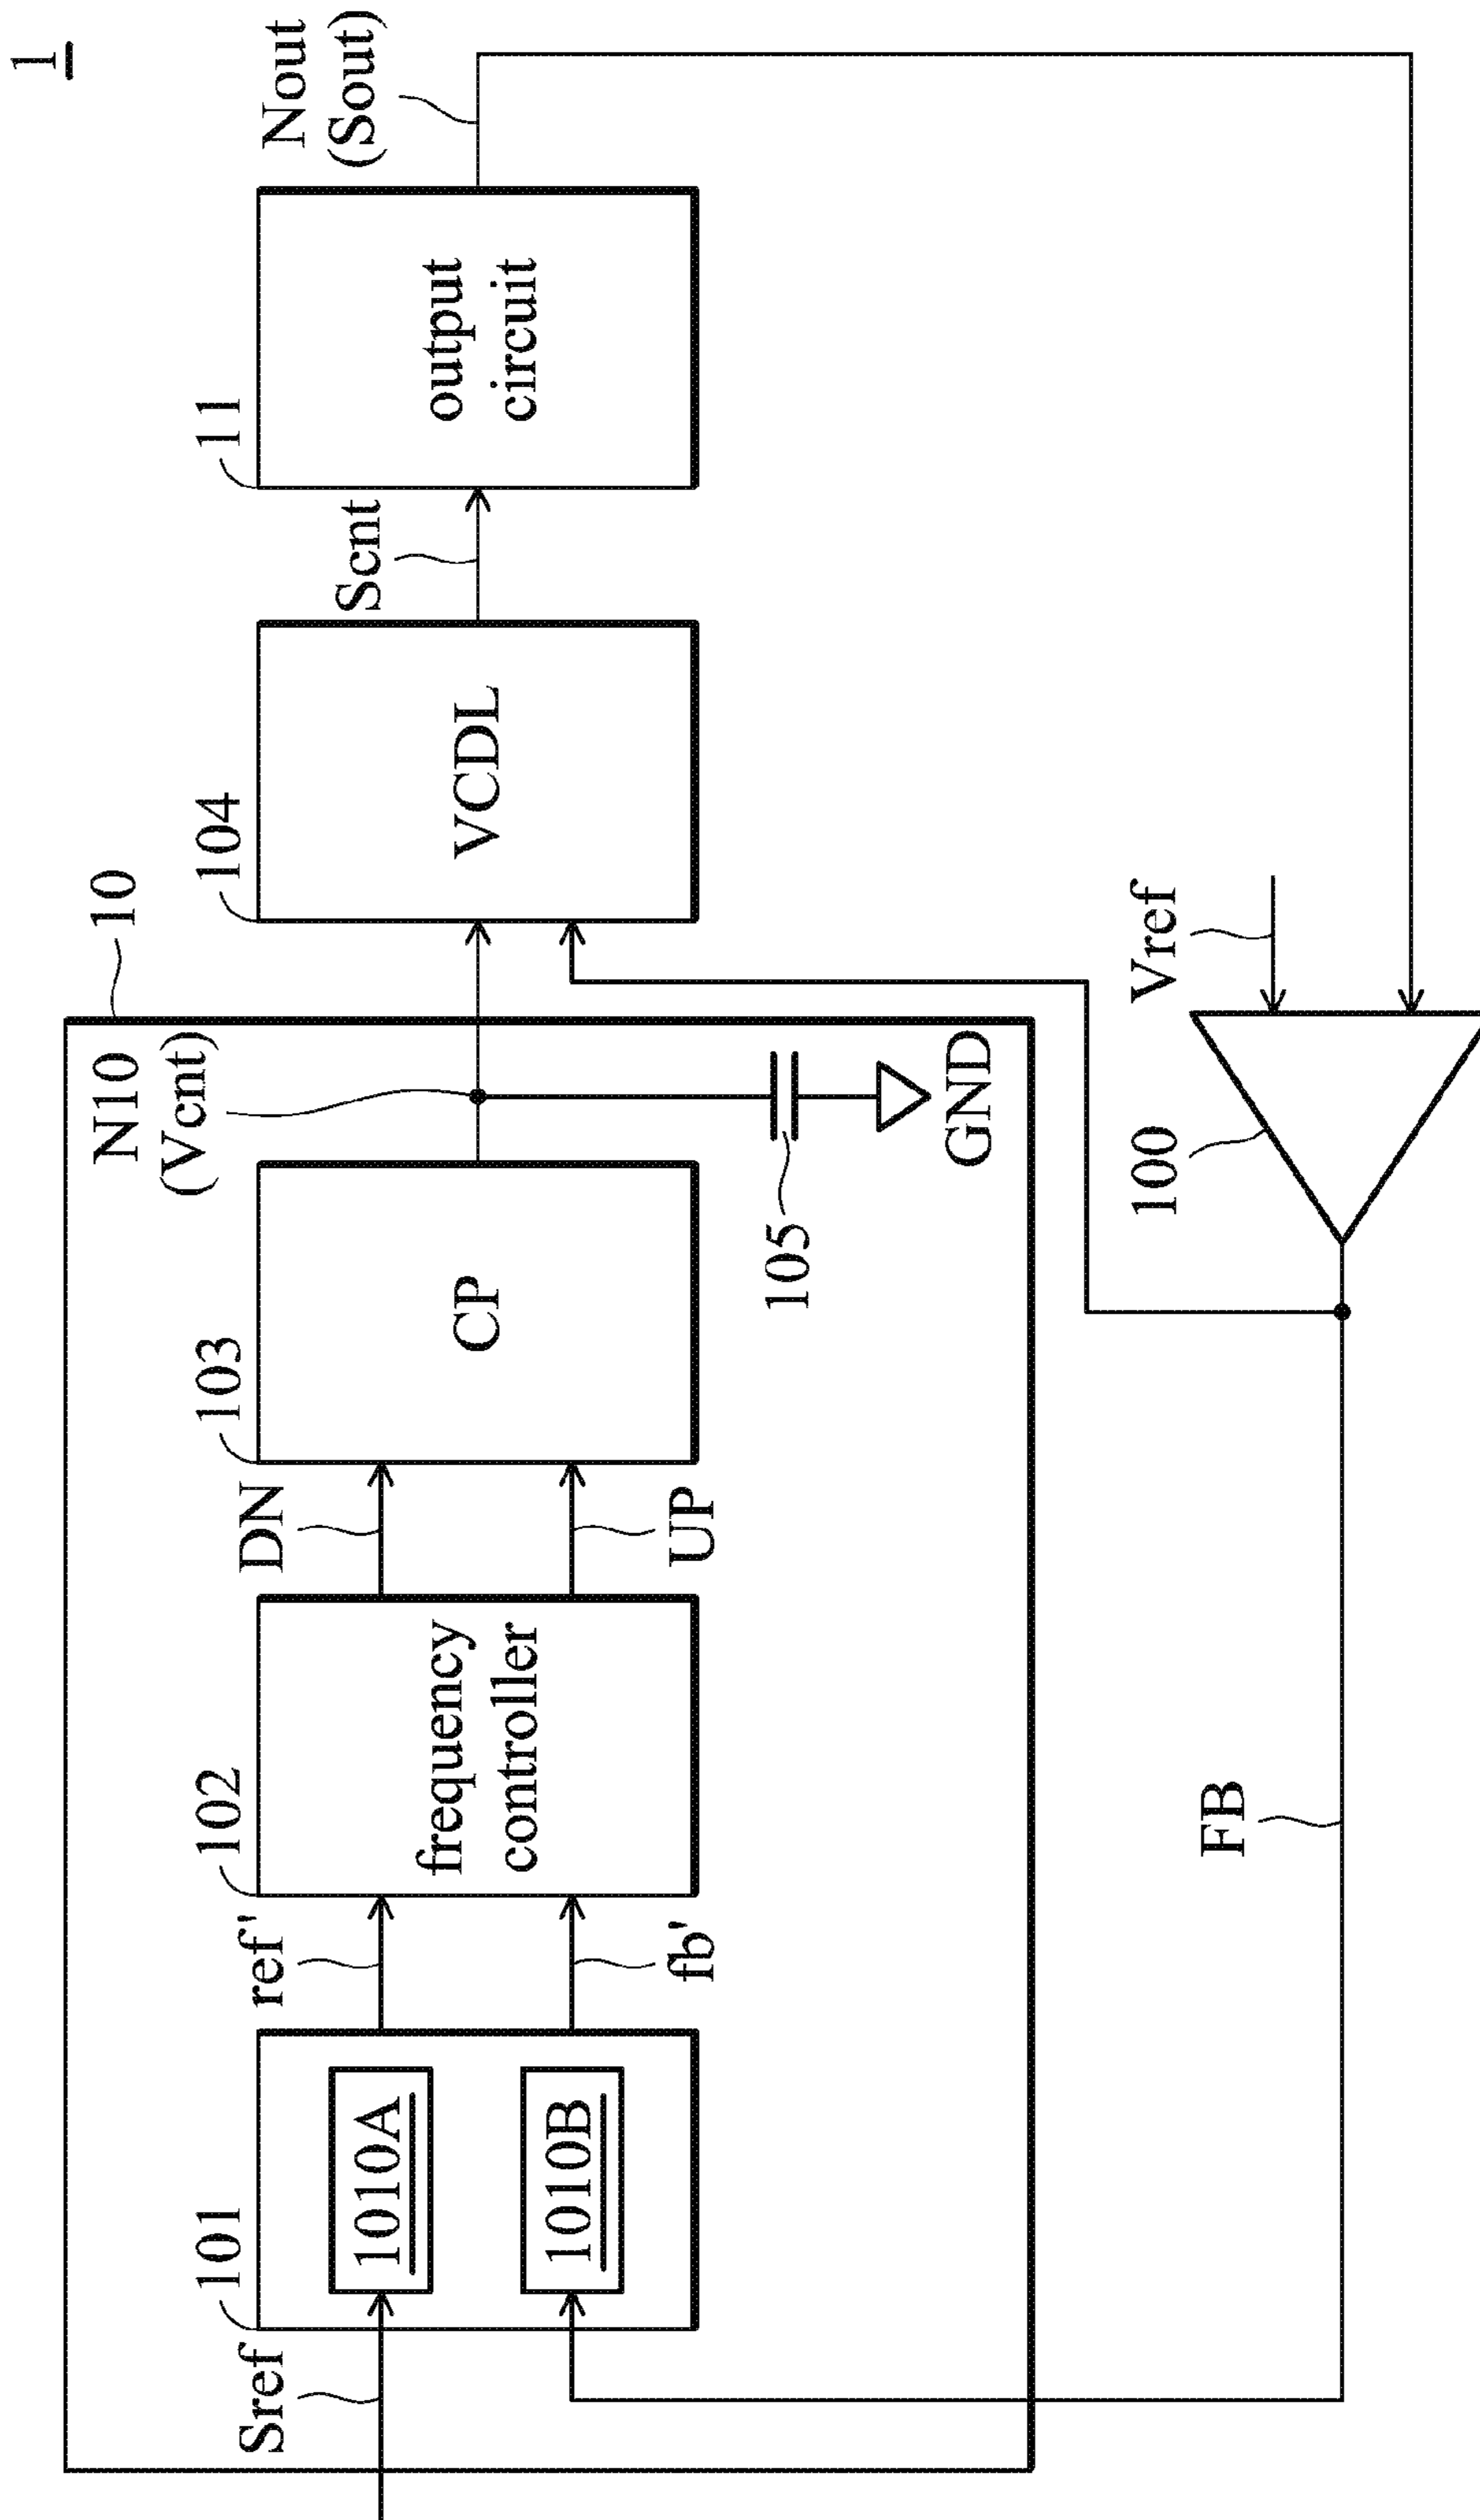 1
10
N10
(Vcnt)
Nout
(Sout)
Sref
101
1010A
1010B
ref'
fb'
102
frequency
controller
DN
UP
103
CP
105
GND
104
VCDL
Scnt
11
output
circuit
FB
100
Vref